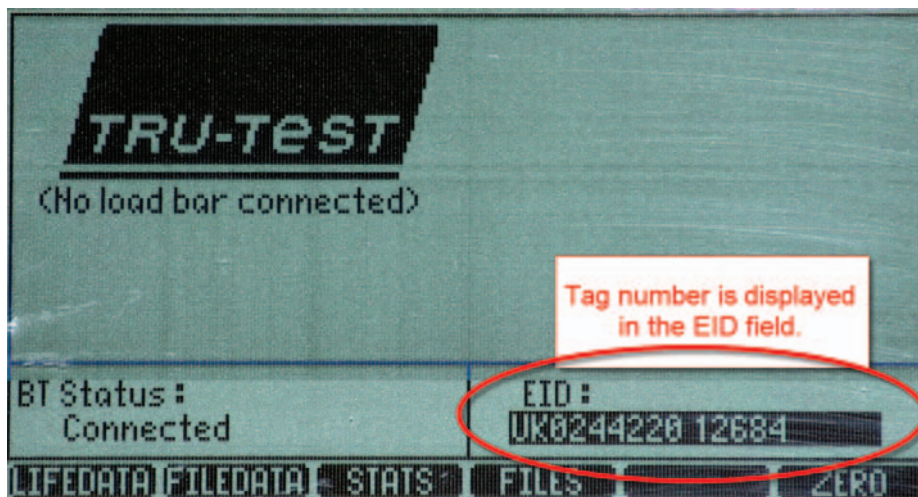 TRU-TEST
(No load bar connected)
Tag number is displayed
in the EID field.
BT Status:
Connected
EID:
UK0244220 12684
LIFEDATA FILEDATA STATS FILES ZERO